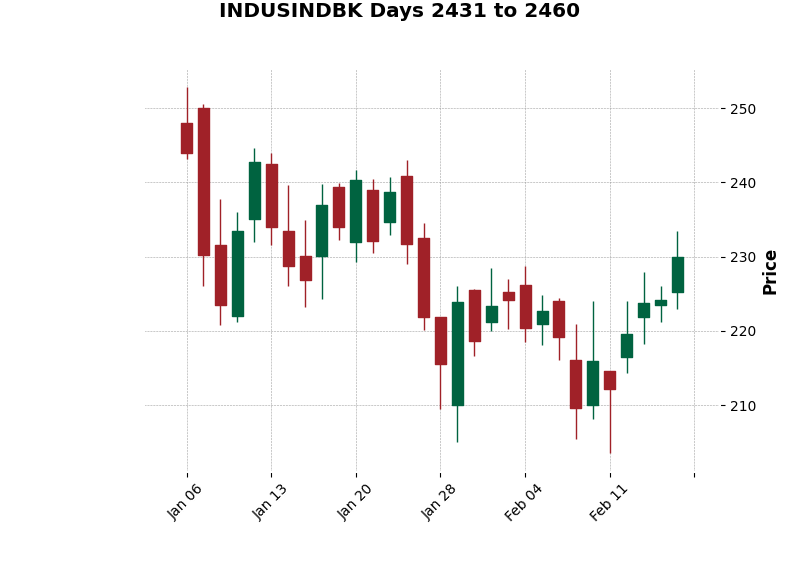 INDUSINDBK Days 2431 to 2460
250
240
230
220
210
Price
Jan 06
Jan 13
Jan 20
Jan 28
Feb 04
Feb 11